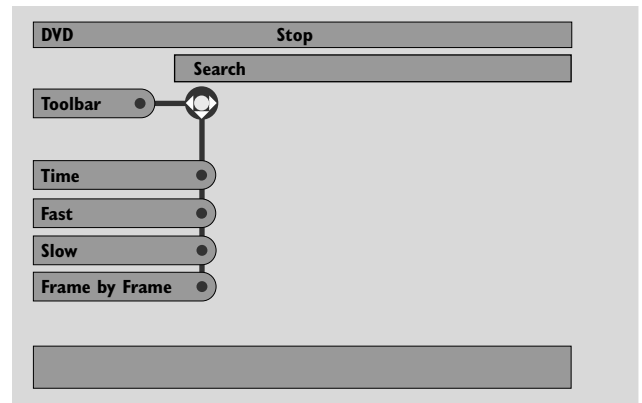 DVD Stop
Search
Toolbar
Time
Fast
Slow
Frame by Frame